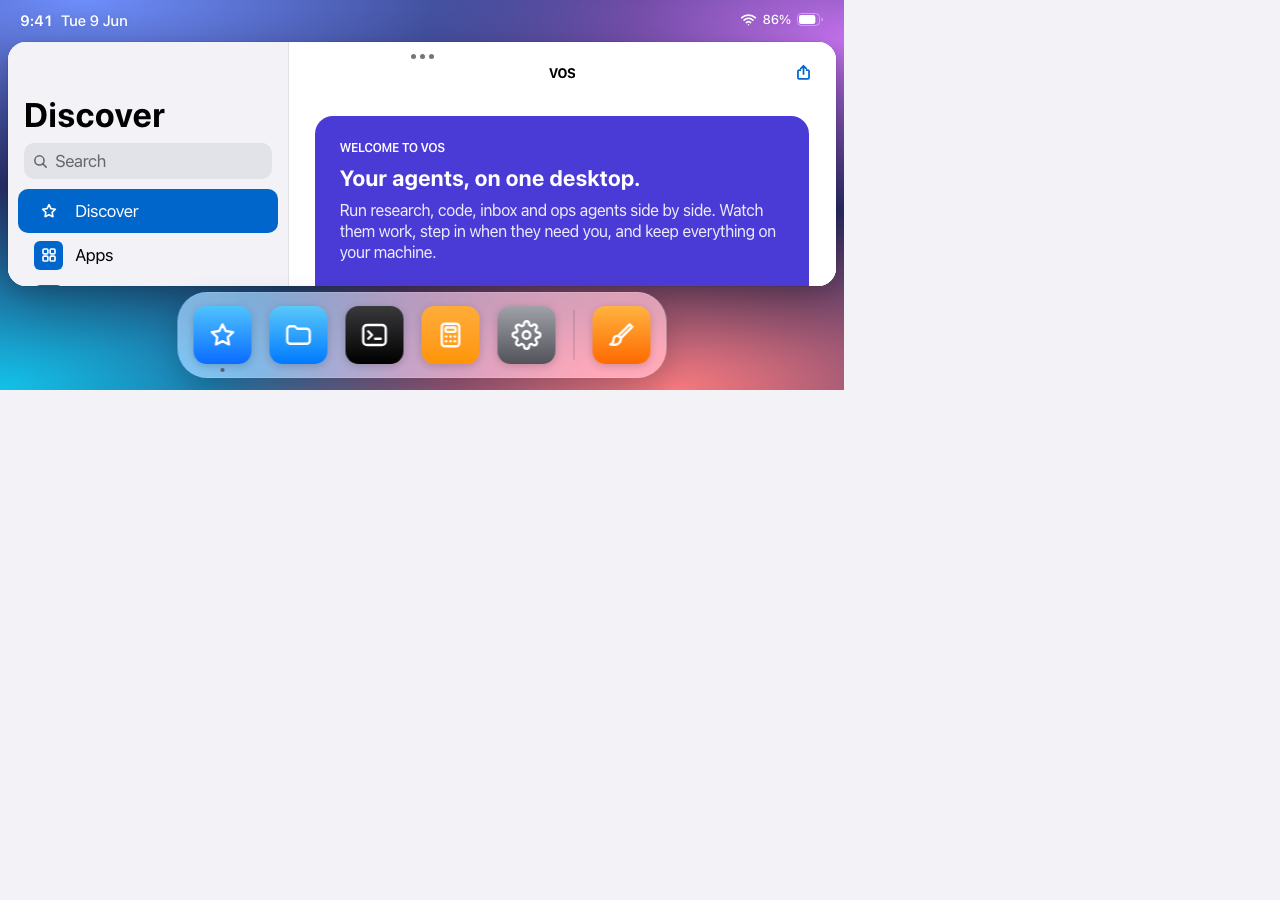 9:41 Tue 9 Jun
86%
Discover
Search
Discover
Apps
VOS
WELCOME TO VOS
Your agents, on one desktop.
Run research, code, inbox and ops agents side by side. Watch
them work, step in when they need you, and keep everything on
your machine.